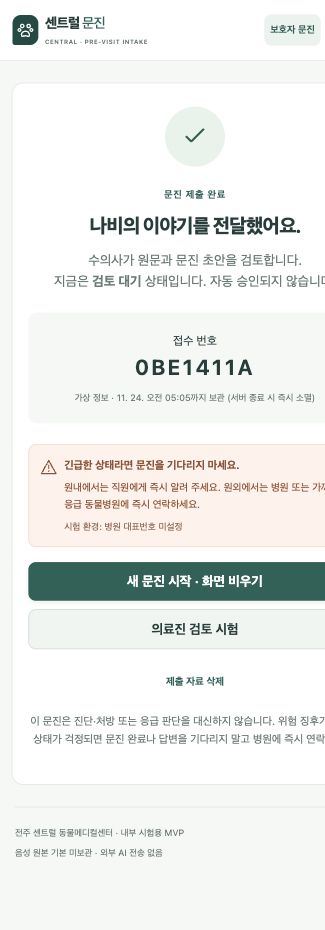 센트럴 문진
CENTRAL · PRE-VISIT INTAKE
보호자 문진
문진 제출 완료
나비의 이야기를 전달했어요.
수의사가 원문과 문진 초안을 검토합니다.
지금은 검토 대기 상태입니다. 자동 승인되지 않습니
접수 번호
0BE1411A
가상 정보 · 11. 24. 오전 05:05까지 보관 (서버 종료 시 즉시 소멸)
긴급한 상태라면 문진을 기다리지 마세요.
원내에서는 직원에게 즉시 알려 주세요. 원외에서는 병원 또는
응급 동물병원에 즉시 연락하세요.
시험 환경: 병원 대표번호 미설정
새 문진 시작 · 화면 비우기
의료진 검토 시험
제출 자료 삭제
이 문진은 진단·처방 또는 응급 판단을 대신하지 않습니다. 위험 징후가
상태가 걱정되면 문진 완료나 답변을 기다리지 말고 병원에 즉시 연락
전주 센트럴 동물메디컬센터 · 내부 시험용 MVP
음성 원본 기본 미보관 · 외부 AI 전송 없음